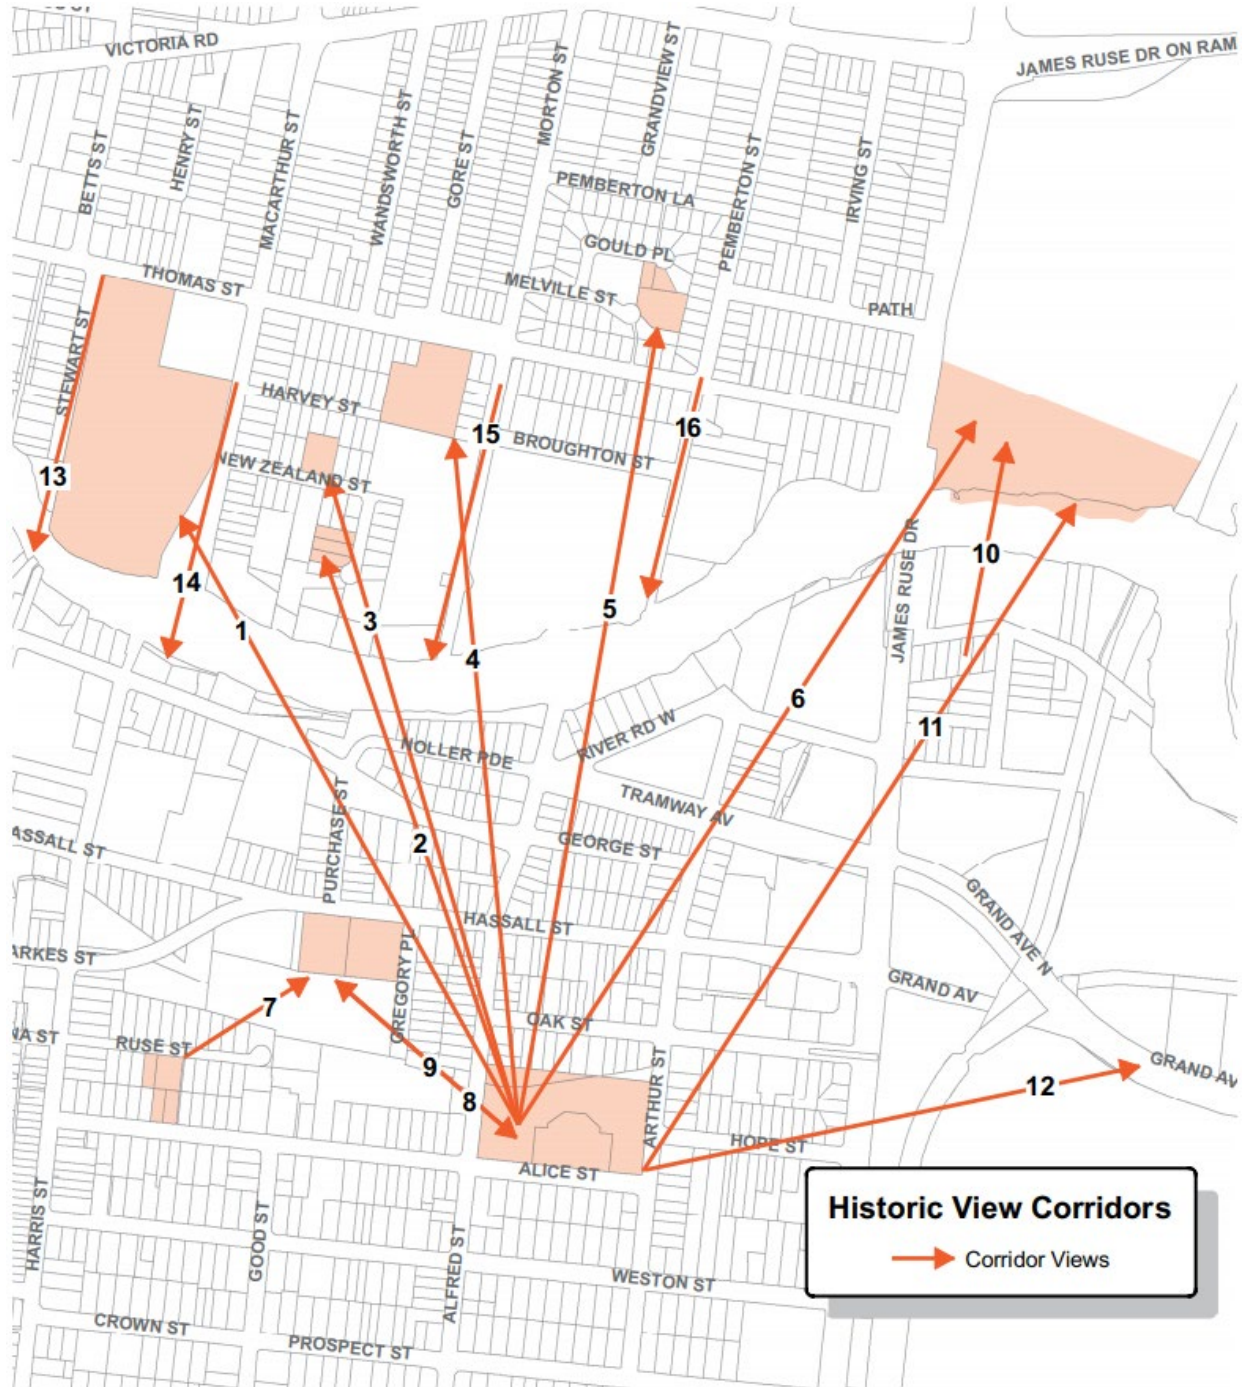 VICTORIA RD
JAMES RUSE DR ON RAM
MORTON ST
GRANDVIEW ST
BETTS ST
HENRY ST
MACARTHUR ST
WANDSWORTH ST
GORE ST
PEMBERTON LA
PEMBERTON ST
IRVING ST
GOULD PL
THOMAS ST
MELVILLE ST
PATH
STEWART ST
HARVEY ST
15
16
BROUGHTON ST
13
NEW ZEALAND ST
10
14
JAMES RUSE DR
1
3
5
4
6
11
RIVER RD W
NOLLER PDE
PURCHASE ST
TRAMWAY AV
2
GEORGE ST
ASSALL ST
HASSALL ST
GRAND AVE N
ARKES ST
GREGORY PL
GRAND AV
7
OAK ST
NA ST
RUSE ST
9
8
ARTHUR ST
GRAND AV
12
HOPE ST
ALICE ST
HARRIS ST
GOOD ST
ALFRED ST
WESTON ST
CROWN ST
PROSPECT ST
Historic View Corridors
Corridor Views